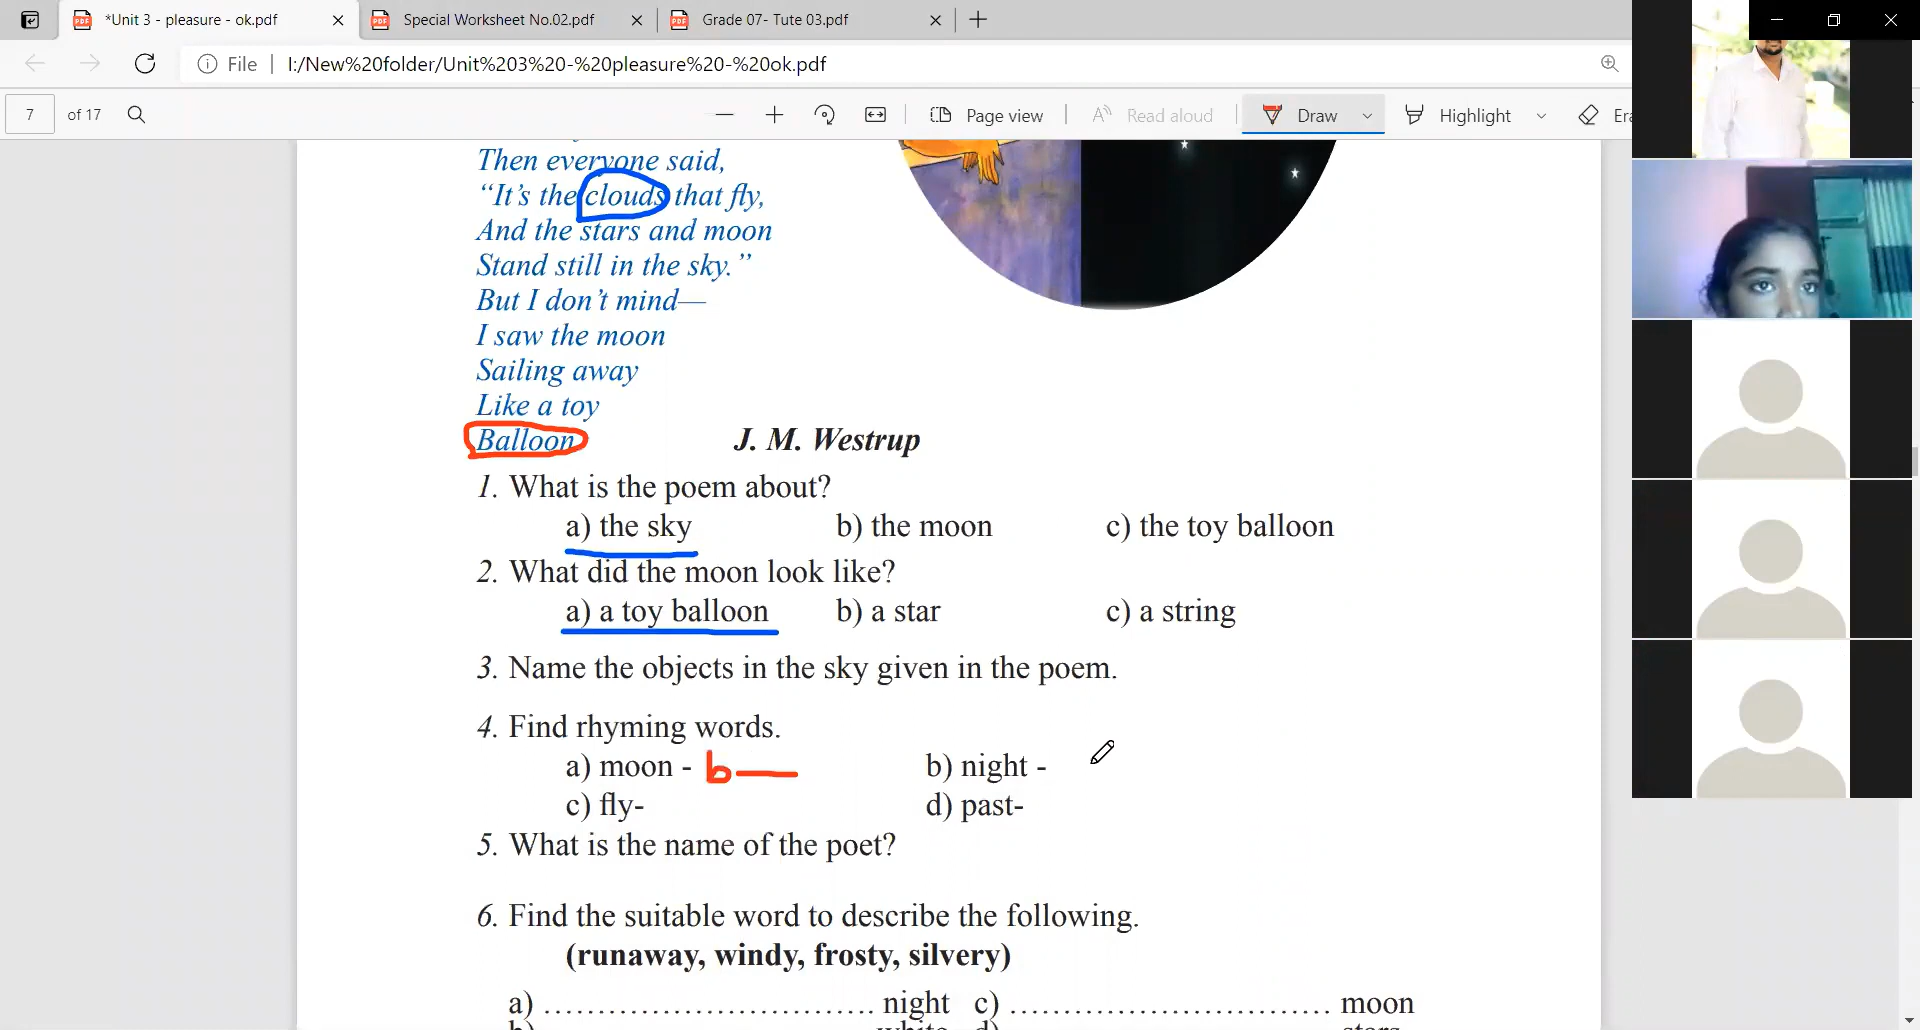 *Unit 3 - pleasure - ok.pdf
Special Worksheet No.02.pdf
Grade 07- Tute 03.pdf
File
I:/New%20folder/Unit%203%20-%20pleasure%20-%20ok.pdf
7 of 17
Page view
Read aloud
Draw
Highlight
Era
Then everyone said,
“It’s the clouds that fly,
And the stars and moon
Stand still in the sky.”
But I don’t mind—
I saw the moon
Sailing away
Like a toy
Balloon
J. M. Westrup
1. What is the poem about?
a) the sky b) the moon c) the toy balloon
2. What did the moon look like?
a) a toy balloon b) a star c) a string
3. Name the objects in the sky given in the poem.
4. Find rhyming words.
a) moon - b b) night -
c) fly- d) past-
5. What is the name of the poet?
6. Find the suitable word to describe the following.
(runaway, windy, frosty, silvery)
a) .............................. night c) .............................. moon